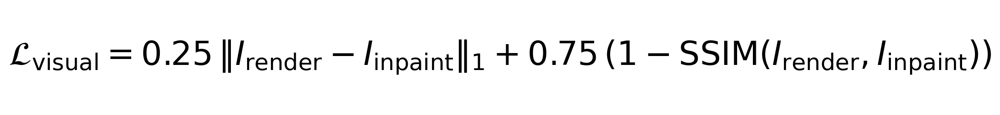 ℒ_visual = 0.25 ‖I_render − I_inpaint‖_1 + 0.75 (1 − SSIM(I_render, I_inpaint))